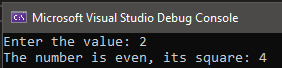 Microsoft Visual Studio Debug Console
Enter the value: 2
The number is even, its square: 4